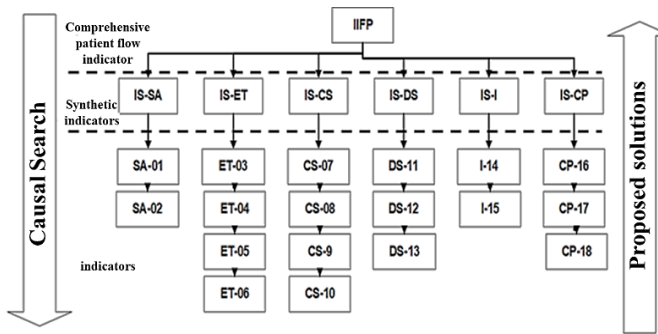 Comprehensive
patient flow
indicator
IIFP
Synthetic
indicators
IS-SA IS-ET IS-CS IS-DS IS-I IS-CP
SA-01 ET-03 CS-07 DS-11 I-14 CP-16
SA-02 ET-04 CS-08 DS-12 I-15 CP-17
ET-05 CS-9 DS-13 CP-18
indicators
ET-06 CS-10
Causal Search
Proposed solutions